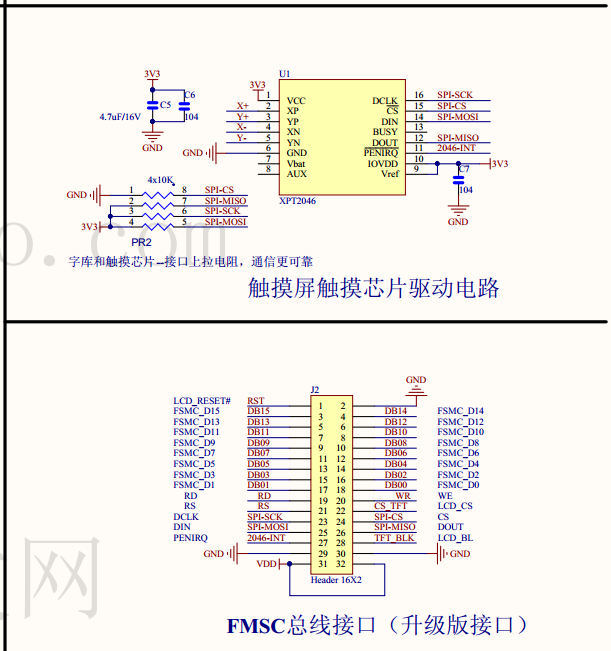 3V3
C6
C5
4.7uF/16V
104
GND
U1
3V3
1 VCC DCLK 16 SPI-SCK
X+ 2 XP CS 15 SPI-CS
Y+ 3 YP DIN 14 SPI-MOSI
X- 4 XN BUSY 13
Y- 5 YN DOUT 12 SPI-MISO
GND 6 GND PENIRQ 11 2046-INT
7 Vbat IOVDD 10 3V3
8 AUX Vref 9
C7
104
GND
XPT2046
4x10K
GND 1 8 SPI-CS
2 7 SPI-MISO
3 6 SPI-SCK
3V3 4 5 SPI-MOSI
PR2
字库和触摸芯片--接口上拉电阻，通信更可靠
触摸屏触摸芯片驱动电路
GND
J2
LCD_RESET# RST 1 2
FSMC_D15 DB15 3 4 DB14 FSMC_D14
FSMC_D13 DB13 5 6 DB12 FSMC_D12
FSMC_D11 DB11 7 8 DB10 FSMC_D10
FSMC_D9 DB09 9 10 DB08 FSMC_D8
FSMC_D7 DB07 11 12 DB06 FSMC_D6
FSMC_D5 DB05 13 14 DB04 FSMC_D4
FSMC_D3 DB03 15 16 DB02 FSMC_D2
FSMC_D1 DB01 17 18 DB00 FSMC_D0
RD RD 19 20 WR WE
RS RS 21 22 CS_TFT LCD_CS
DCLK SPI-SCK 23 24 SPI-CS CS
DIN SPI-MOSI 25 26 SPI-MISO DOUT
PENIRQ 2046-INT 27 28 TFT_BLK LCD_BL
GND 29 30 GND
VDD 31 32
Header 16X2
FMSC总线接口（升级版接口）
o.com
网